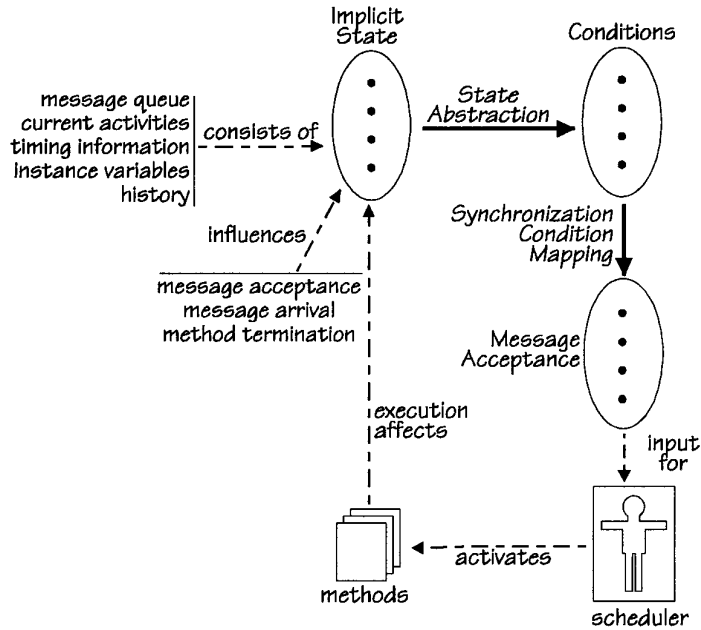 Implicit
State
Conditions
message queue
current activities
timing information
instance variables
history
consists of
State
Abstraction
influences
message acceptance
message arrival
method termination
Synchronization
Condition
Mapping
Message
Acceptance
execution
affects
input
for
activates
methods
scheduler